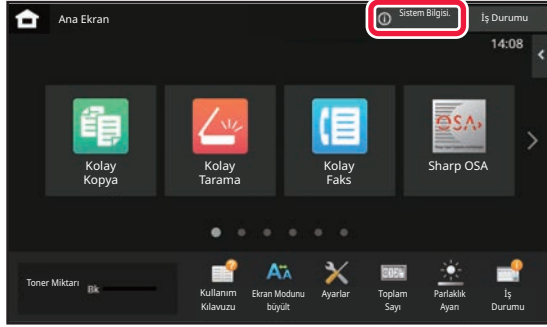 Ana Ekran
Sistem Bilgisi.
İş Durumu
14:08
Kolay
Kopya
Kolay
Tarama
Kolay
Faks
OSA
Sharp OSA
Toner Miktarı
Bk
Kullanım
Kılavuzu
Ekran Modunu
büyült
Ayarlar
Toplam
Sayı
Parlaklık
Ayarı
İş
Durumu